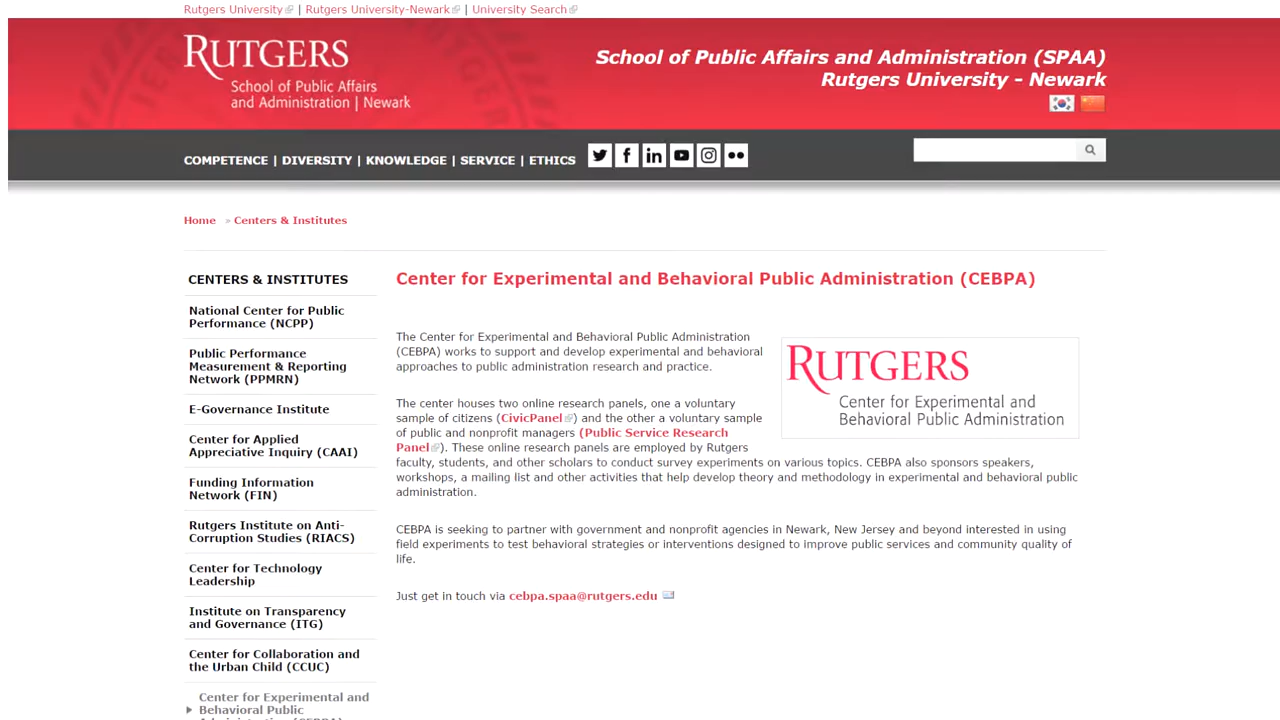 Rutgers University | Rutgers University-Newark | University Search
RUTGERS
School of Public Affairs
and Administration | Newark
School of Public Affairs and Administration (SPAA)
Rutgers University - Newark
COMPETENCE | DIVERSITY | KNOWLEDGE | SERVICE | ETHICS
Home > Centers & Institutes
CENTERS & INSTITUTES
National Center for Public
Performance (NCPP)
Public Performance
Measurement & Reporting
Network (PPMRN)
E-Governance Institute
Center for Applied
Appreciative Inquiry (CAAI)
Funding Information
Network (FIN)
Rutgers Institute on Anti-
Corruption Studies (RIACS)
Center for Technology
Leadership
Institute on Transparency
and Governance (ITG)
Center for Collaboration and
the Urban Child (CCUC)
Center for Experimental and
Behavioral Public
Administration (CEBPA)
Center for Experimental and Behavioral Public Administration (CEBPA)
The Center for Experimental and Behavioral Public Administration
(CEBPA) works to support and develop experimental and behavioral
approaches to public administration research and practice.
RUTGERS
Center for Experimental and
Behavioral Public Administration
The center houses two online research panels, one a voluntary
sample of citizens (CivicPanel) and the other a voluntary sample
of public and nonprofit managers (Public Service Research
Panel). These online research panels are employed by Rutgers
faculty, students, and other scholars to conduct survey experiments on various topics. CEBPA also sponsors speakers,
workshops, a mailing list and other activities that help develop theory and methodology in experimental and behavioral public
administration.
CEBPA is seeking to partner with government and nonprofit agencies in Newark, New Jersey and beyond interested in using
field experiments to test behavioral strategies or interventions designed to improve public services and community quality of
life.
Just get in touch via cebpa.spaa@rutgers.edu